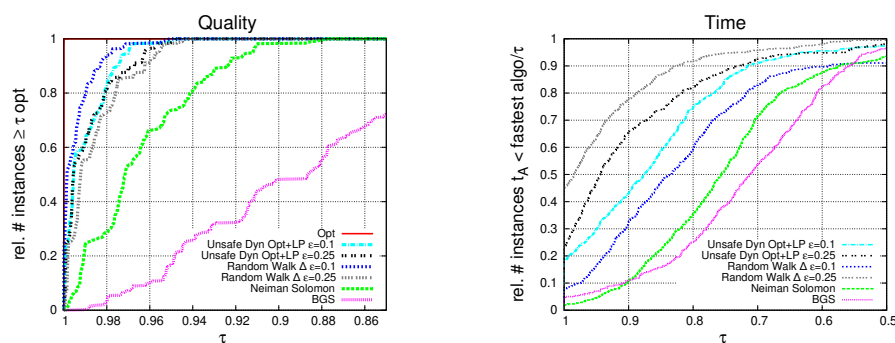 Quality
rel. # instances ≥ τ opt
1
0.8
0.6
0.4
0.2
0
Opt
Unsafe Dyn Opt+LP ε=0.1
Unsafe Dyn Opt+LP ε=0.25
Random Walk Δ ε=0.1
Random Walk Δ ε=0.25
Neiman Solomon
BGS
1 0.98 0.96 0.94 0.92 0.9 0.88 0.86
τ
Time
rel. # instances t_A < fastest algo/τ
1
0.9
0.8
0.7
0.6
0.5
0.4
0.3
0.2
0.1
0
Unsafe Dyn Opt+LP ε=0.1
Unsafe Dyn Opt+LP ε=0.25
Random Walk Δ ε=0.1
Random Walk Δ ε=0.25
Neiman Solomon
BGS
1 0.9 0.8 0.7 0.6 0.5
τ